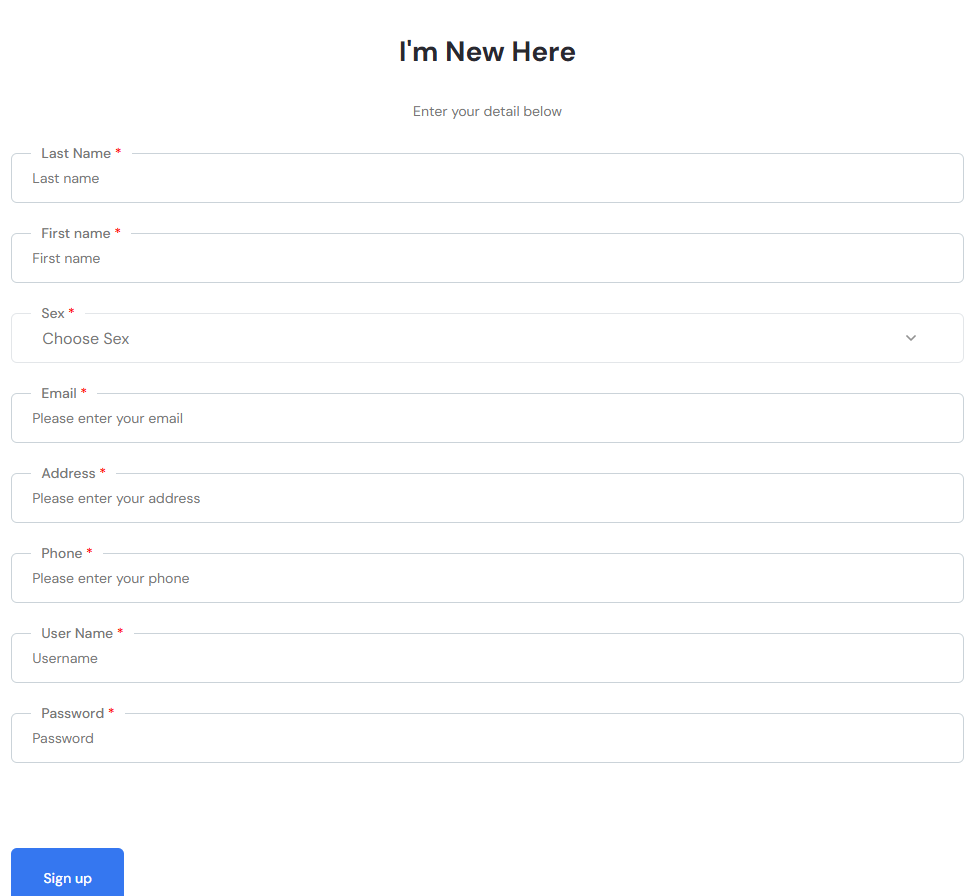 I'm New Here
Enter your detail below
Last Name *
Last name
First name *
First name
Sex *
Choose Sex
Email *
Please enter your email
Address *
Please enter your address
Phone *
Please enter your phone
User Name *
Username
Password *
Password
Sign up